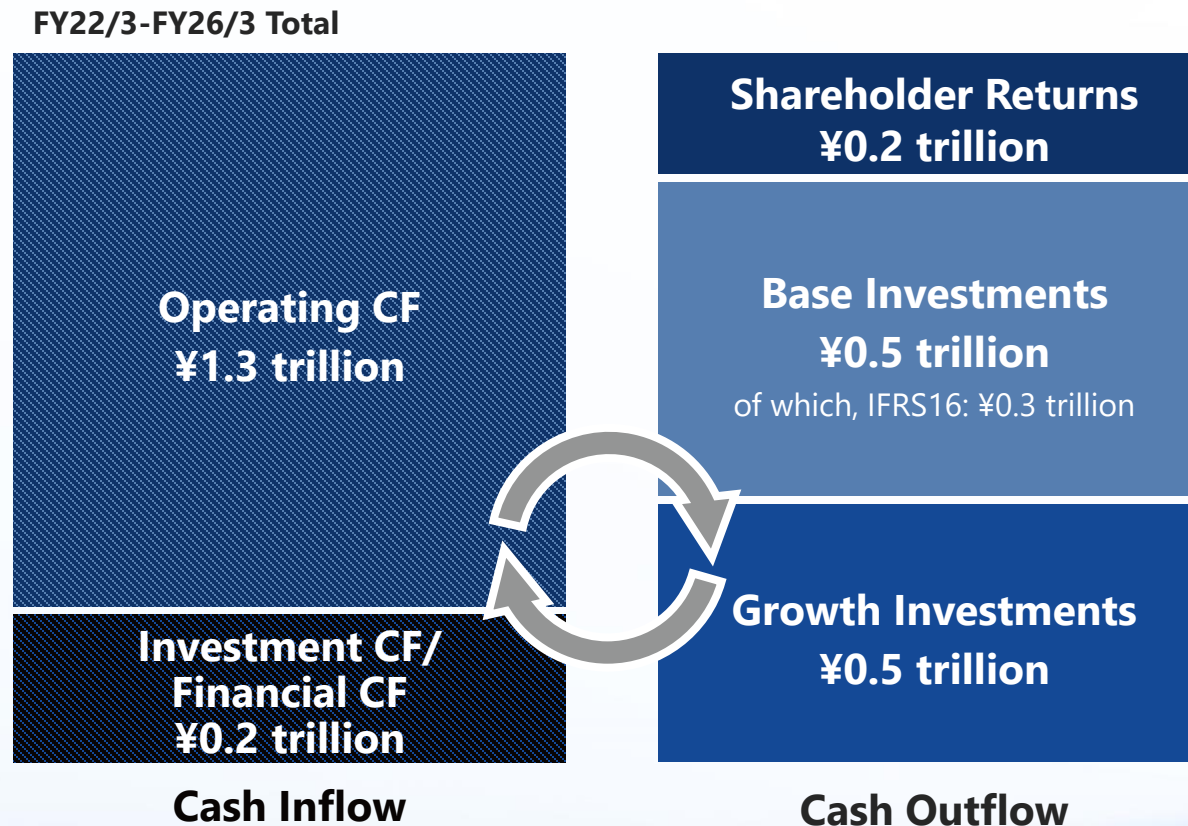 FY22/3-FY26/3 Total
Operating CF
¥1.3 trillion
Investment CF/
Financial CF
¥0.2 trillion
Cash Inflow
Shareholder Returns
¥0.2 trillion
Base Investments
¥0.5 trillion
of which, IFRS16: ¥0.3 trillion
Growth Investments
¥0.5 trillion
Cash Outflow